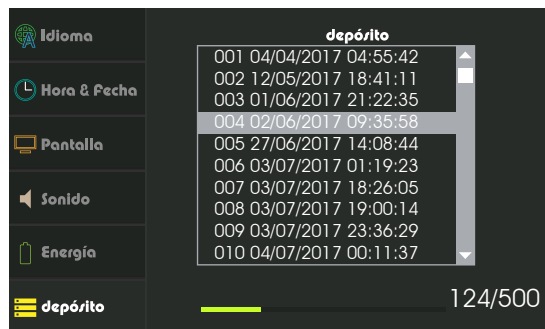 Idioma
Hora & Fecha
Pantalla
Sonido
Energía
depósito
depósito
001 04/04/2017 04:55:42
002 12/05/2017 18:41:11
003 01/06/2017 21:22:35
004 02/06/2017 09:35:58
005 27/06/2017 14:08:44
006 03/07/2017 01:19:23
007 03/07/2017 18:26:05
008 03/07/2017 19:00:14
009 03/07/2017 23:36:29
010 04/07/2017 00:11:37
124/500